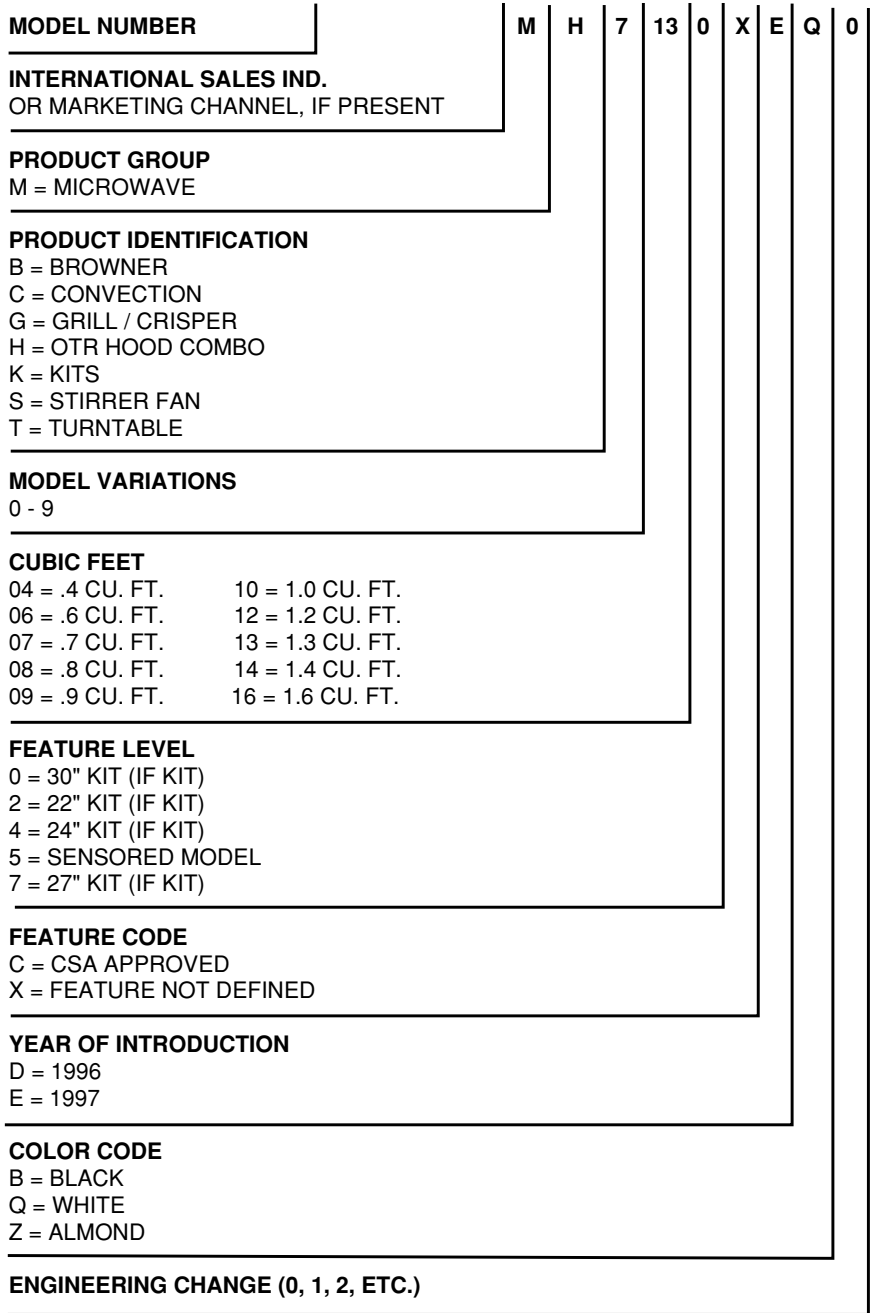 MODEL NUMBER M H 7 13 0 X E Q 0
INTERNATIONAL SALES IND.
OR MARKETING CHANNEL, IF PRESENT
PRODUCT GROUP
M = MICROWAVE
PRODUCT IDENTIFICATION
B = BROWNER
C = CONVECTION
G = GRILL / CRISPER
H = OTR HOOD COMBO
K = KITS
S = STIRRER FAN
T = TURNTABLE
MODEL VARIATIONS
0 - 9
CUBIC FEET
04 = .4 CU. FT. 10 = 1.0 CU. FT.
06 = .6 CU. FT. 12 = 1.2 CU. FT.
07 = .7 CU. FT. 13 = 1.3 CU. FT.
08 = .8 CU. FT. 14 = 1.4 CU. FT.
09 = .9 CU. FT. 16 = 1.6 CU. FT.
FEATURE LEVEL
0 = 30" KIT (IF KIT)
2 = 22" KIT (IF KIT)
4 = 24" KIT (IF KIT)
5 = SENSORED MODEL
7 = 27" KIT (IF KIT)
FEATURE CODE
C = CSA APPROVED
X = FEATURE NOT DEFINED
YEAR OF INTRODUCTION
D = 1996
E = 1997
COLOR CODE
B = BLACK
Q = WHITE
Z = ALMOND
ENGINEERING CHANGE (0, 1, 2, ETC.)